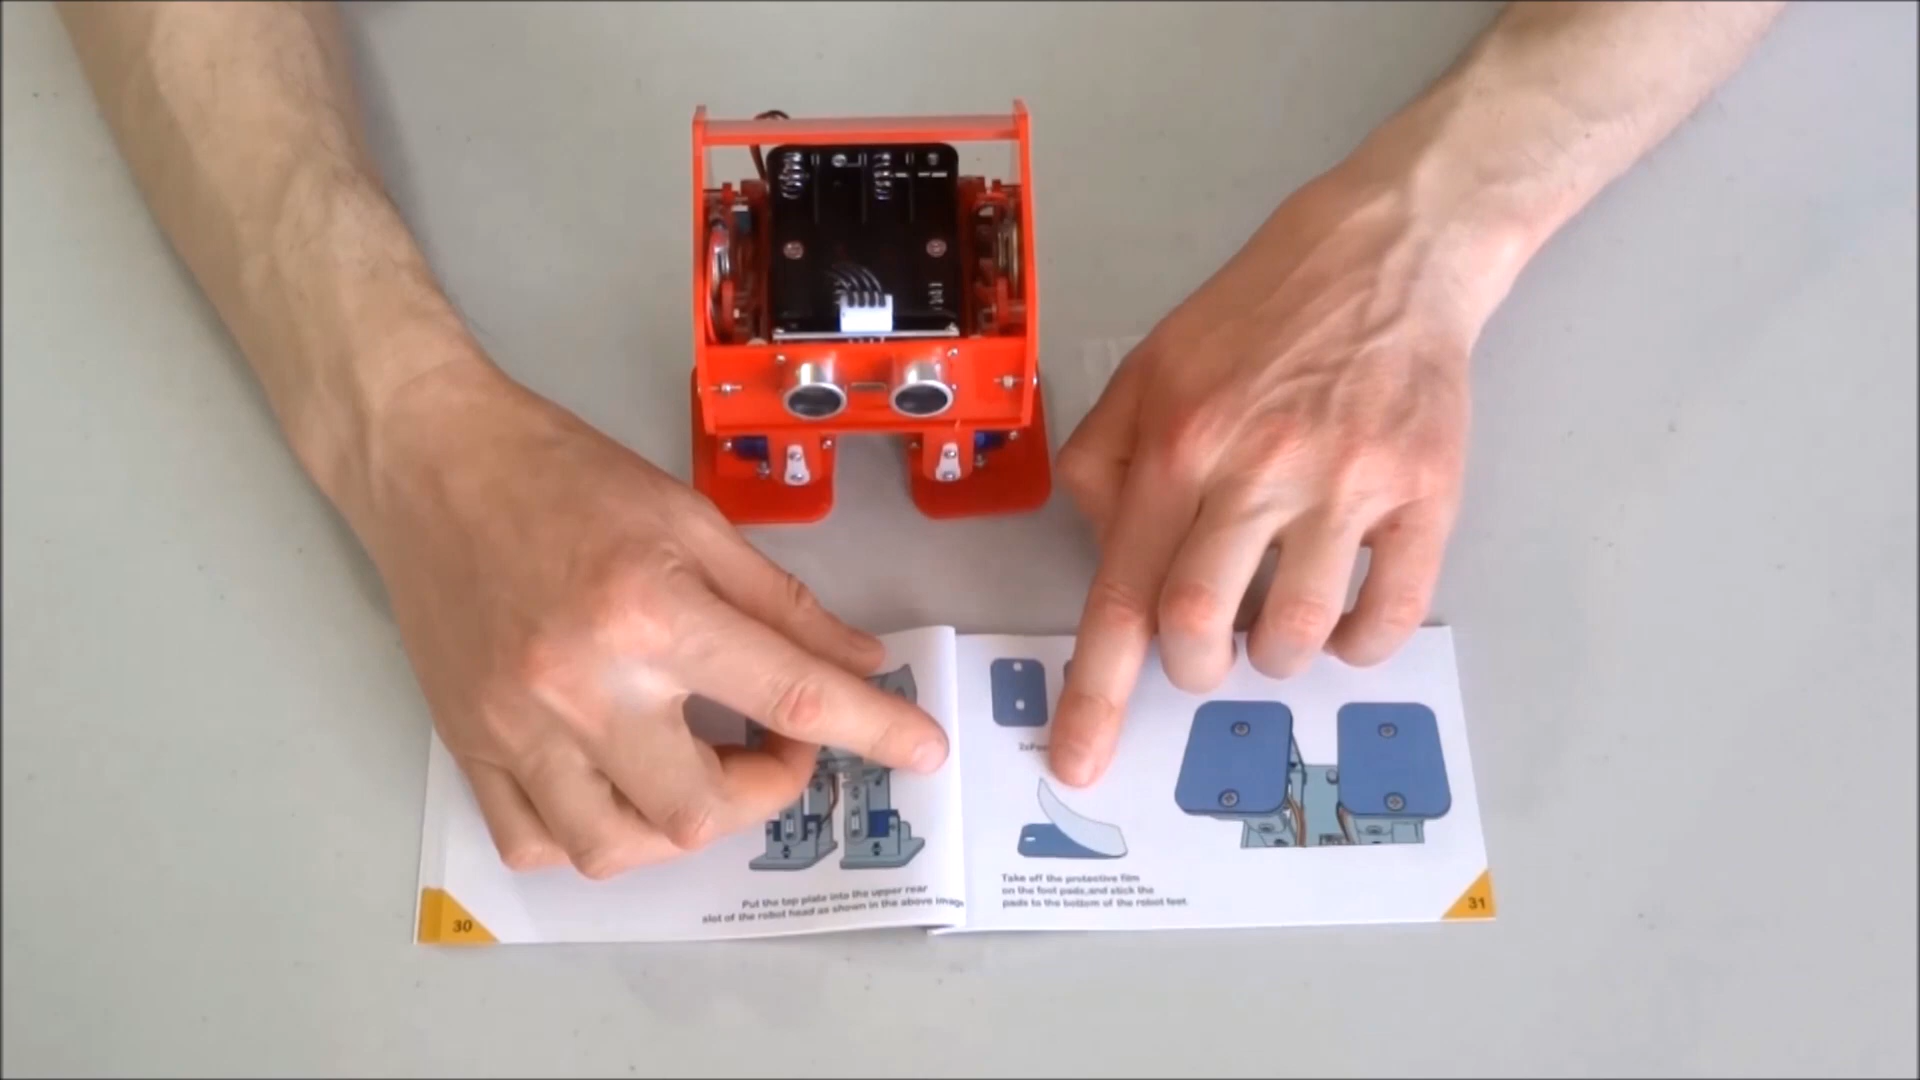 Put the top plate into the upper rear
slot of the robot head as shown in the above image
30
Take off the protective film
on the foot pads,and stick the
pads to the bottom of the robot feet.
31